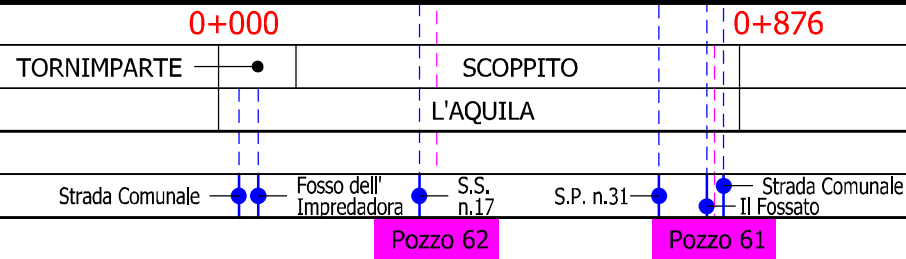 0+000 0+876
TORNIMPARTE SCOPPITO
L'AQUILA
Strada Comunale
Fosso dell'
Impredadora
S.S.
n.17
S.P. n.31
Strada Comunale
Il Fossato
Pozzo 62 Pozzo 61